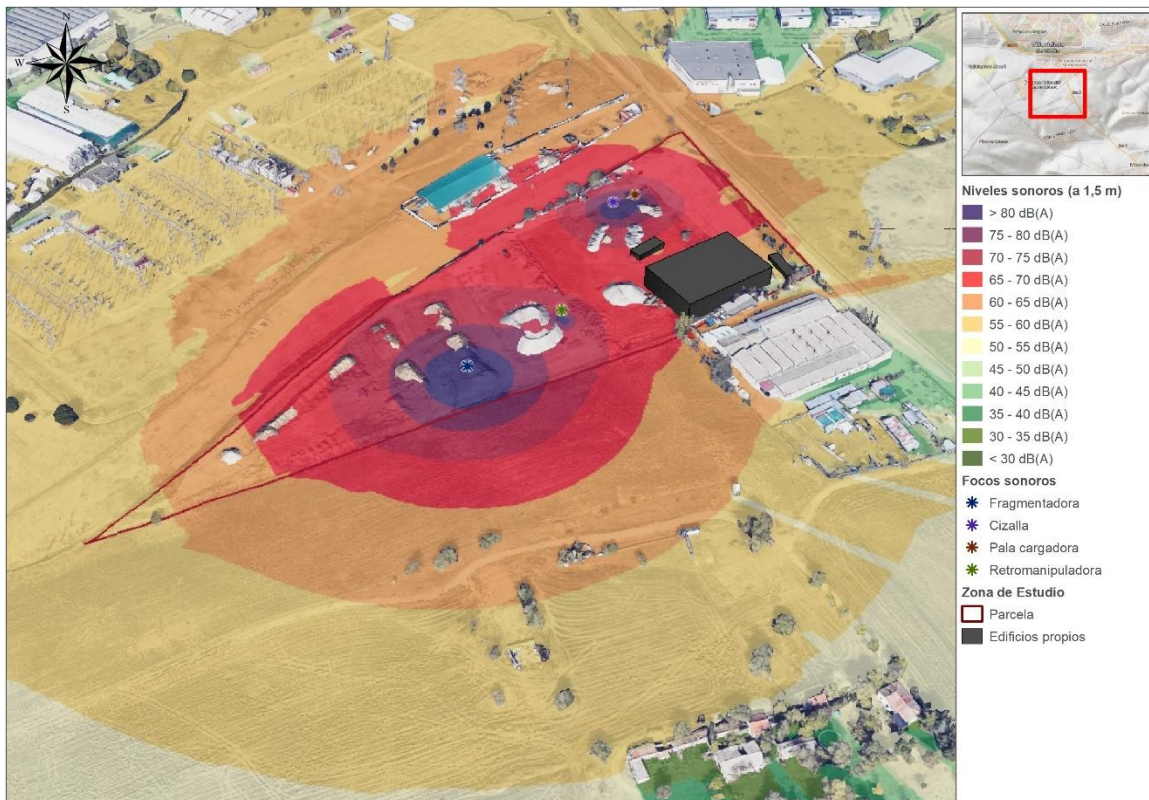 N
W
E
S
Niveles sonoros (a 1,5 m)
> 80 dB(A)
75 - 80 dB(A)
70 - 75 dB(A)
65 - 70 dB(A)
60 - 65 dB(A)
55 - 60 dB(A)
50 - 55 dB(A)
45 - 50 dB(A)
40 - 45 dB(A)
35 - 40 dB(A)
30 - 35 dB(A)
< 30 dB(A)
Focos sonoros
Fragmentadora
Cizalla
Pala cargadora
Retromanipuladora
Zona de Estudio
Parcela
Edificios propios